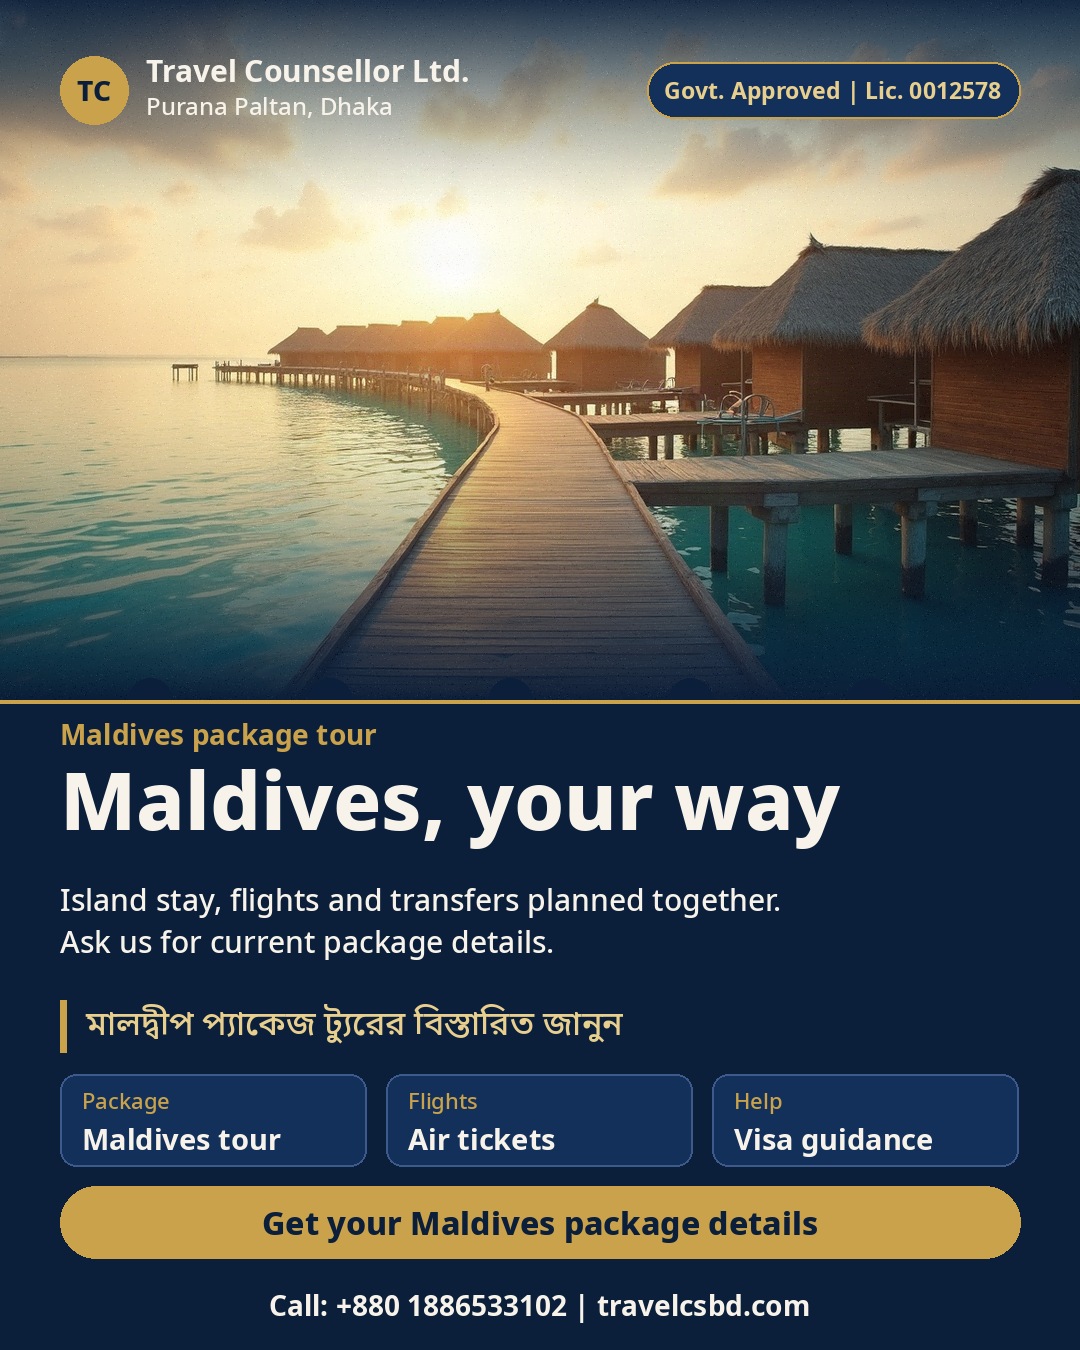 TC
Travel Counsellor Ltd.
Purana Paltan, Dhaka
Govt. Approved | Lic. 0012578
Maldives package tour
Maldives, your way
Island stay, flights and transfers planned together.
Ask us for current package details.
মালদ্বীপ প্যাকেজ ট্যুরের বিস্তারিত জানুন
Package
Maldives tour
Flights
Air tickets
Help
Visa guidance
Get your Maldives package details
Call: +880 1886533102 | travelcsbd.com